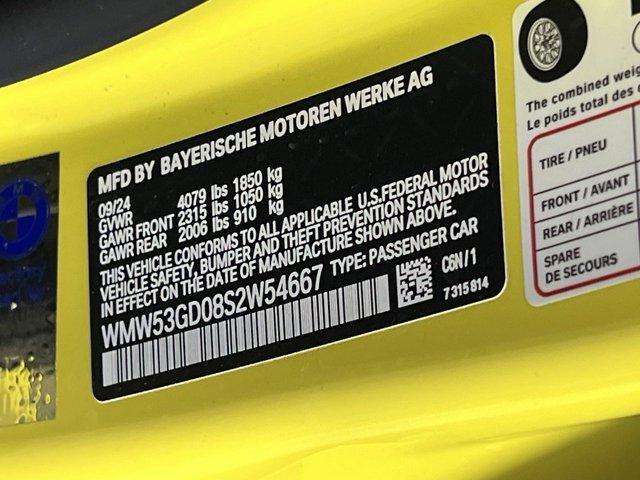 MFD BY BAYERISCHE MOTOREN WERKE AG
09/24 4079 lbs 1850 kg
GVWR 2315 lbs 1050 kg
GAWR FRONT 2006 lbs 910 kg
GAWR REAR
THIS VEHICLE CONFORMS TO ALL APPLICABLE U.S.FEDERAL MOTOR
VEHICLE SAFETY, BUMPER AND THEFT PREVENTION STANDARDS
IN EFFECT ON THE DATE OF MANUFACTURE SHOWN ABOVE.
WMW53GD08S2W54667 TYPE: PASSENGER CAR
C6N/1
7315814
The combined
Le poids total des
TIRE / PNEU
FRONT / AVANT
REAR / ARRIÈRE
SPARE
DE SECOURS